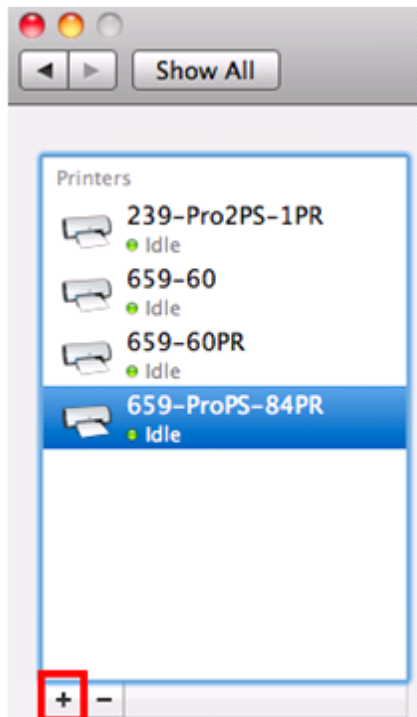 Show All
Printers
239-Pro2PS-1PR
Idle
659-60
Idle
659-60PR
Idle
659-ProPS-84PR
Idle
+ −